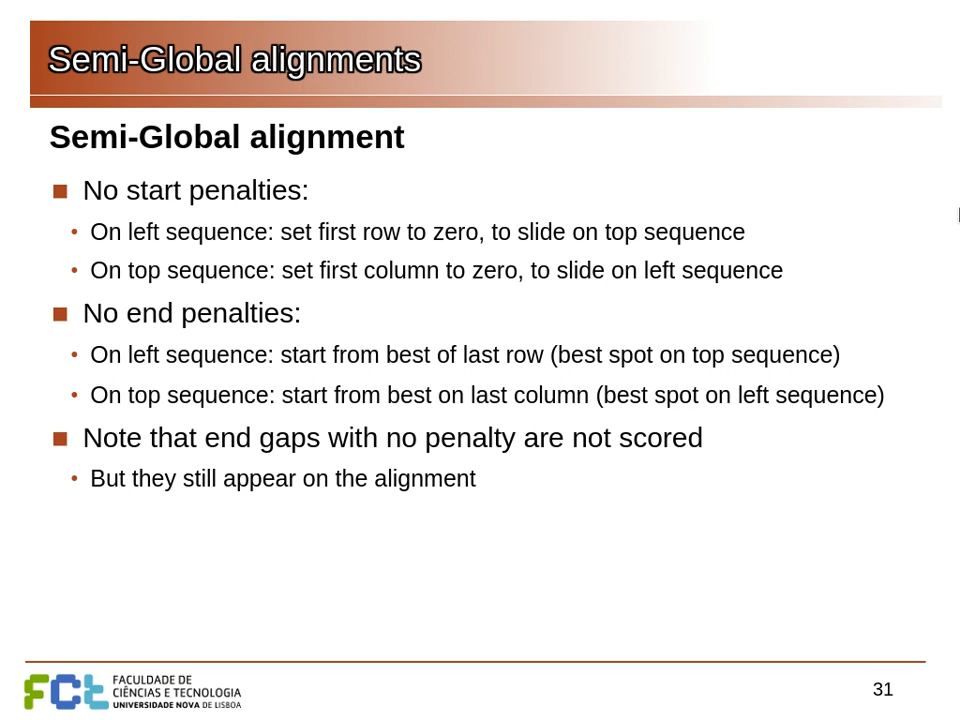 Semi-Global alignments
Semi-Global alignment
No start penalties:
On left sequence: set first row to zero, to slide on top sequence
On top sequence: set first column to zero, to slide on left sequence
No end penalties:
On left sequence: start from best of last row (best spot on top sequence)
On top sequence: start from best on last column (best spot on left sequence)
Note that end gaps with no penalty are not scored
But they still appear on the alignment
FCt
FACULDADE DE
CIÊNCIAS E TECNOLOGIA
UNIVERSIDADE NOVA DE LISBOA
31